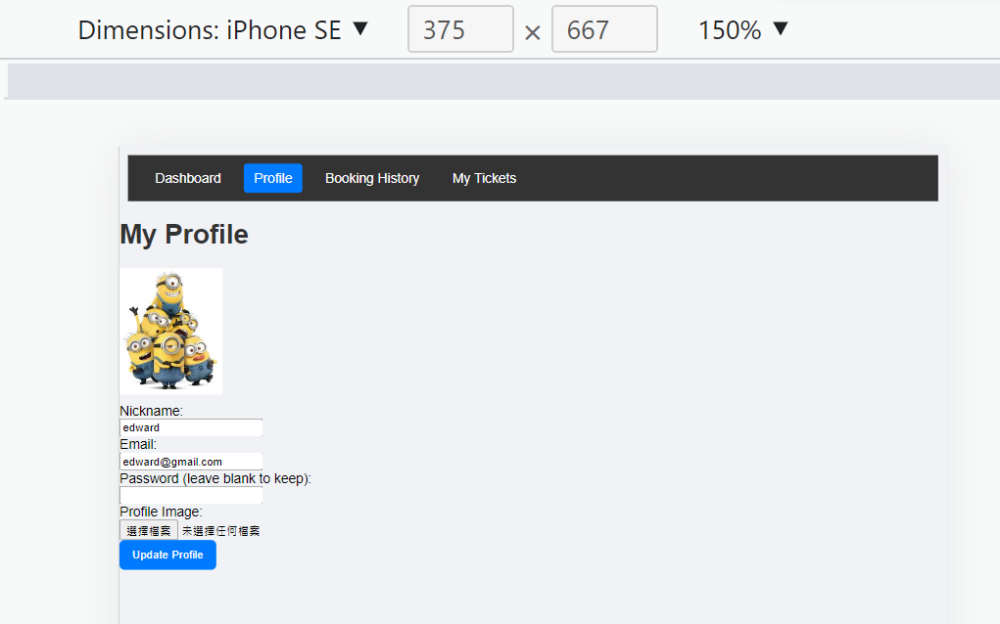 Dimensions: iPhone SE ▼ 375 × 667 150% ▼
Dashboard Profile Booking History My Tickets
My Profile
Nickname:
edward
Email:
edward@gmail.com
Password (leave blank to keep):
Profile Image:
選擇檔案 未選擇任何檔案
Update Profile